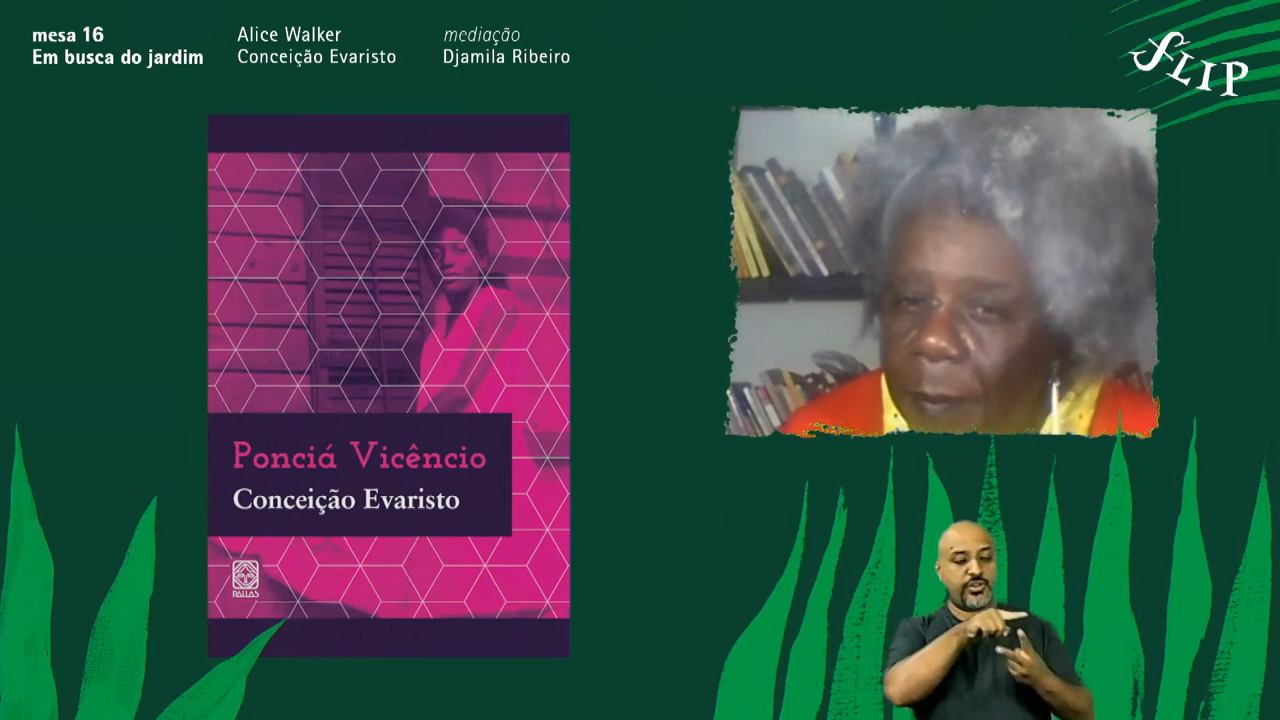 mesa 16
Em busca do jardim
Alice Walker
Conceição Evaristo
mediação
Djamila Ribeiro
FLIP
Ponciá Vicêncio
Conceição Evaristo
PALLAS